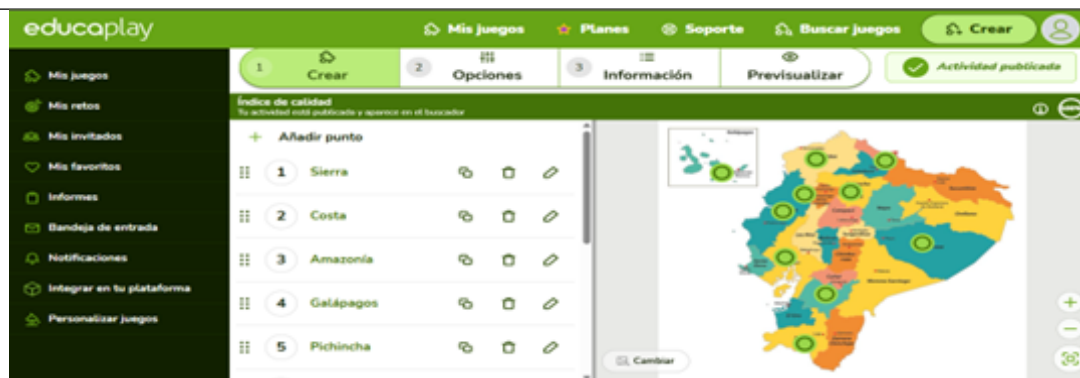 educaplay
Mis juegos
Planes
Soporte
Buscar juegos
Crear
1
Crear
2
Opciones
3
Información
Previsualizar
Actividad publicada
Mis juegos
Mis retos
Mis invitados
Mis favoritos
Informes
Bandeja de entrada
Notificaciones
Integrar en tu plataforma
Personalizar juegos
Índice de calidad
Tu actividad está publicada y aparece en el buscador
Añadir punto
1 Sierra
2 Costa
3 Amazonía
4 Galápagos
5 Pichincha
Morona Santiago
Cambiar